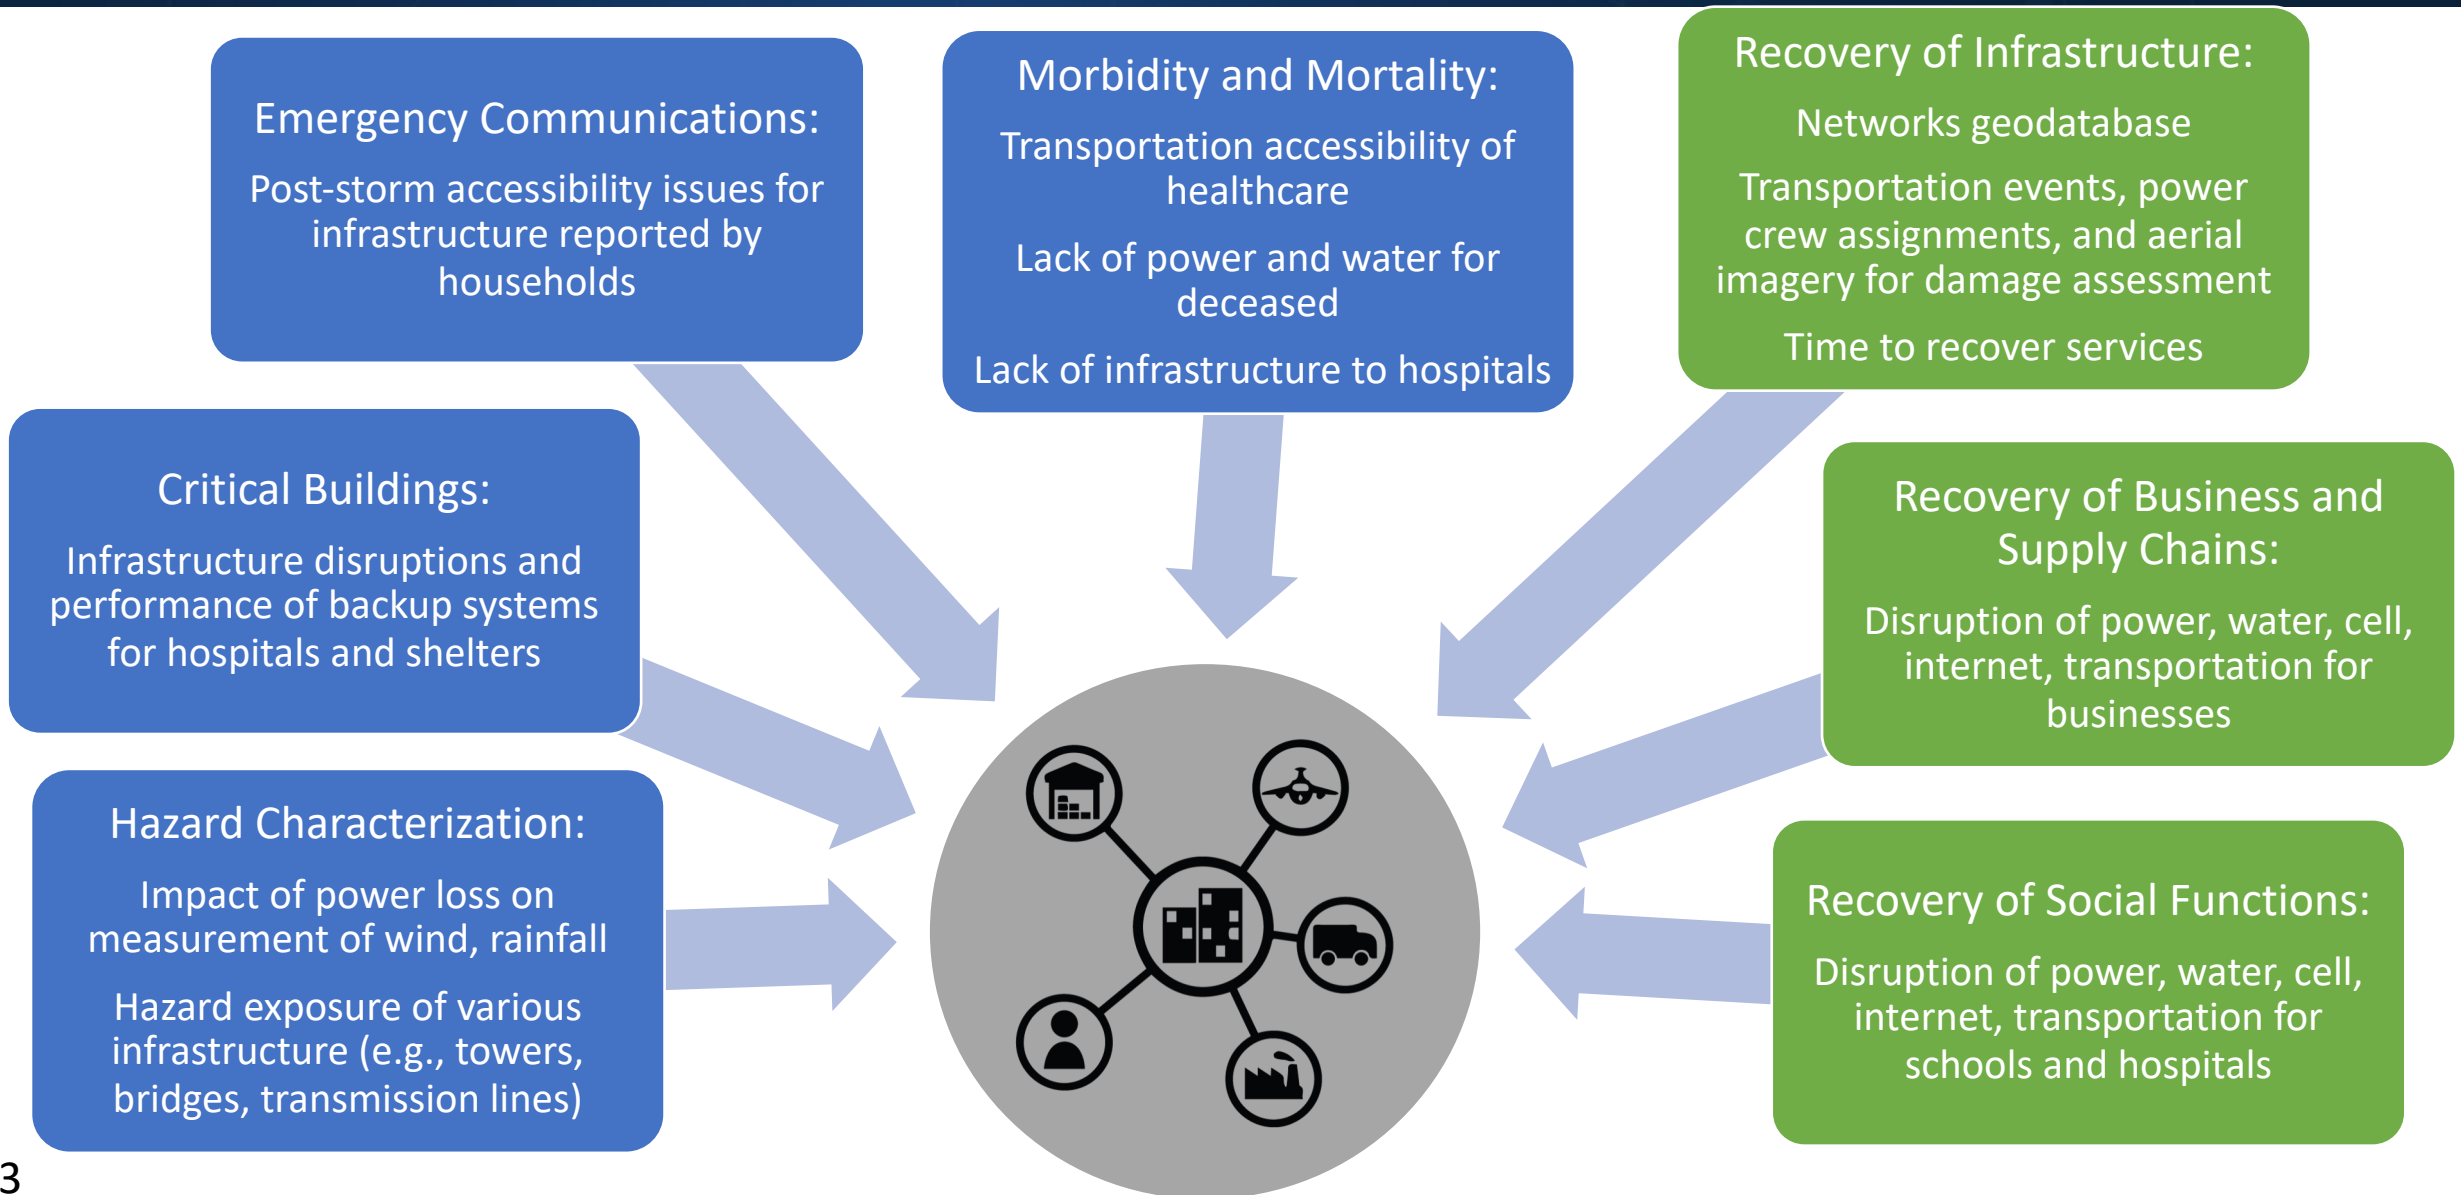 Emergency Communications:
Post-storm accessibility issues for
infrastructure reported by
households
Morbidity and Mortality:
Transportation accessibility of
healthcare
Lack of power and water for
deceased
Lack of infrastructure to hospitals
Recovery of Infrastructure:
Networks geodatabase
Transportation events, power
crew assignments, and aerial
imagery for damage assessment
Time to recover services
Critical Buildings:
Infrastructure disruptions and
performance of backup systems
for hospitals and shelters
Recovery of Business and
Supply Chains:
Disruption of power, water, cell,
internet, transportation for
businesses
Hazard Characterization:
Impact of power loss on
measurement of wind, rainfall
Hazard exposure of various
infrastructure (e.g., towers,
bridges, transmission lines)
Recovery of Social Functions:
Disruption of power, water, cell,
internet, transportation for
schools and hospitals
3